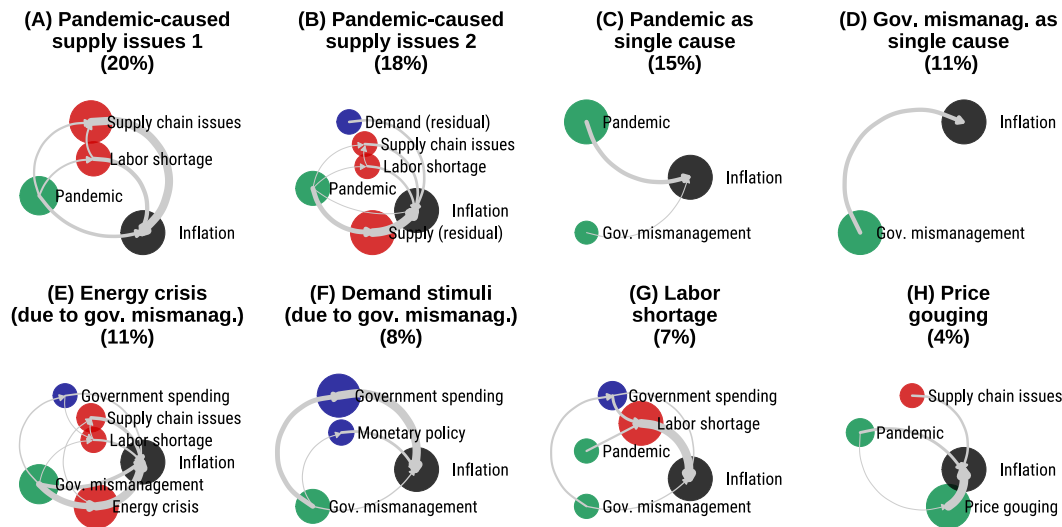 (A) Pandemic-caused
supply issues 1
(20%)
Supply chain issues
Labor shortage
Pandemic
Inflation
(B) Pandemic-caused
supply issues 2
(18%)
Demand (residual)
Supply chain issues
Labor shortage
Pandemic
Inflation
Supply (residual)
(C) Pandemic as
single cause
(15%)
Pandemic
Inflation
Gov. mismanagement
(D) Gov. mismanag. as
single cause
(11%)
Inflation
Gov. mismanagement
(E) Energy crisis
(due to gov. mismanag.)
(11%)
Government spending
Supply chain issues
Labor shortage
Inflation
Gov. mismanagement
Energy crisis
(F) Demand stimuli
(due to gov. mismanag.)
(8%)
Government spending
Monetary policy
Inflation
Gov. mismanagement
(G) Labor
shortage
(7%)
Government spending
Labor shortage
Pandemic
Inflation
Gov. mismanagement
(H) Price
gouging
(4%)
Supply chain issues
Pandemic
Inflation
Price gouging